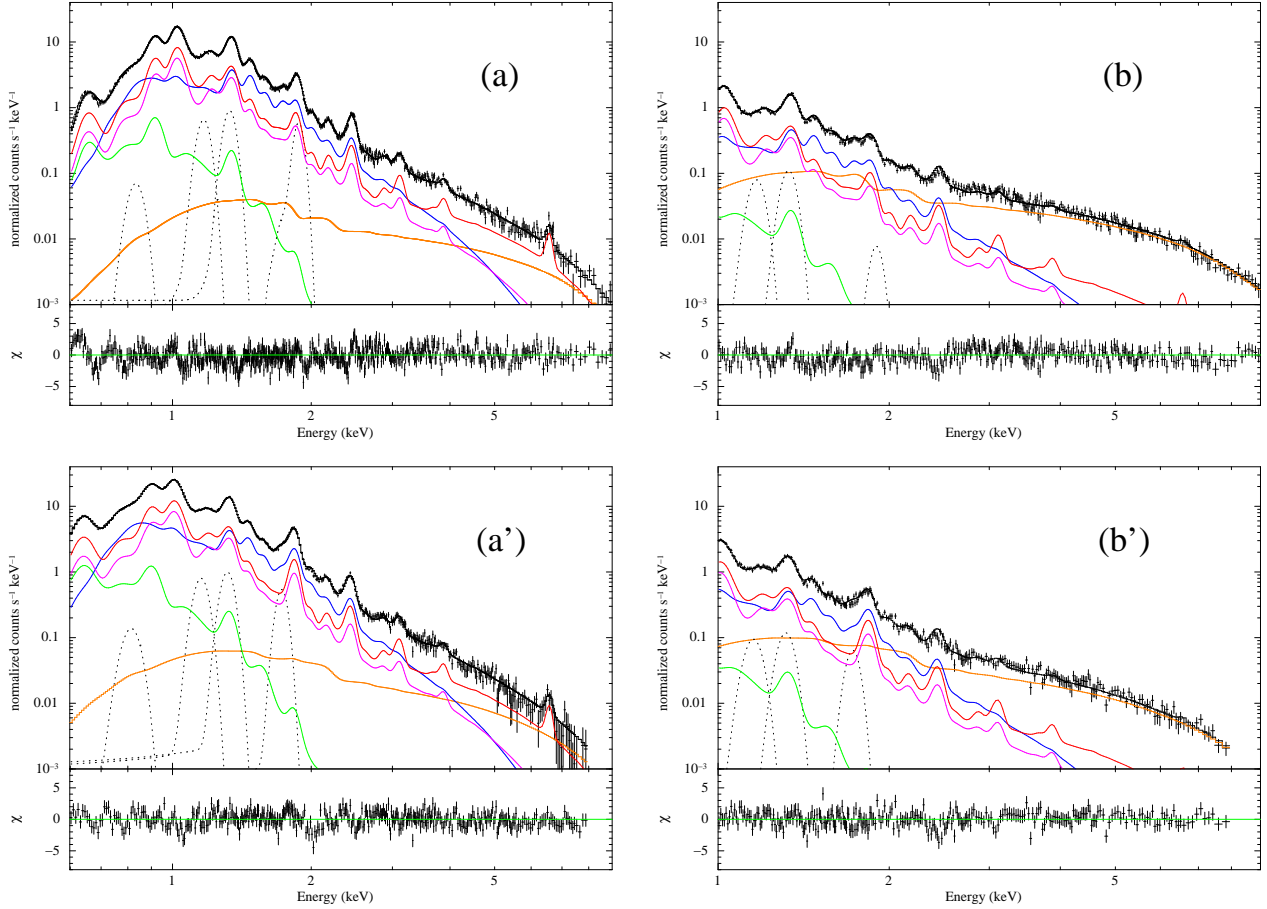 (a)
normalized counts s⁻¹ keV⁻¹
10
1
0.1
0.01
10⁻³
χ
5
0
−5
1
2
5
Energy (keV)
(b)
normalized counts s⁻¹ keV⁻¹
10
1
0.1
0.01
10⁻³
χ
5
0
−5
1
2
5
Energy (keV)
(a’)
normalized counts s⁻¹ keV⁻¹
10
1
0.1
0.01
10⁻³
χ
5
0
−5
1
2
5
Energy (keV)
(b’)
normalized counts s⁻¹ keV⁻¹
10
1
0.1
0.01
10⁻³
χ
5
0
−5
1
2
5
Energy (keV)